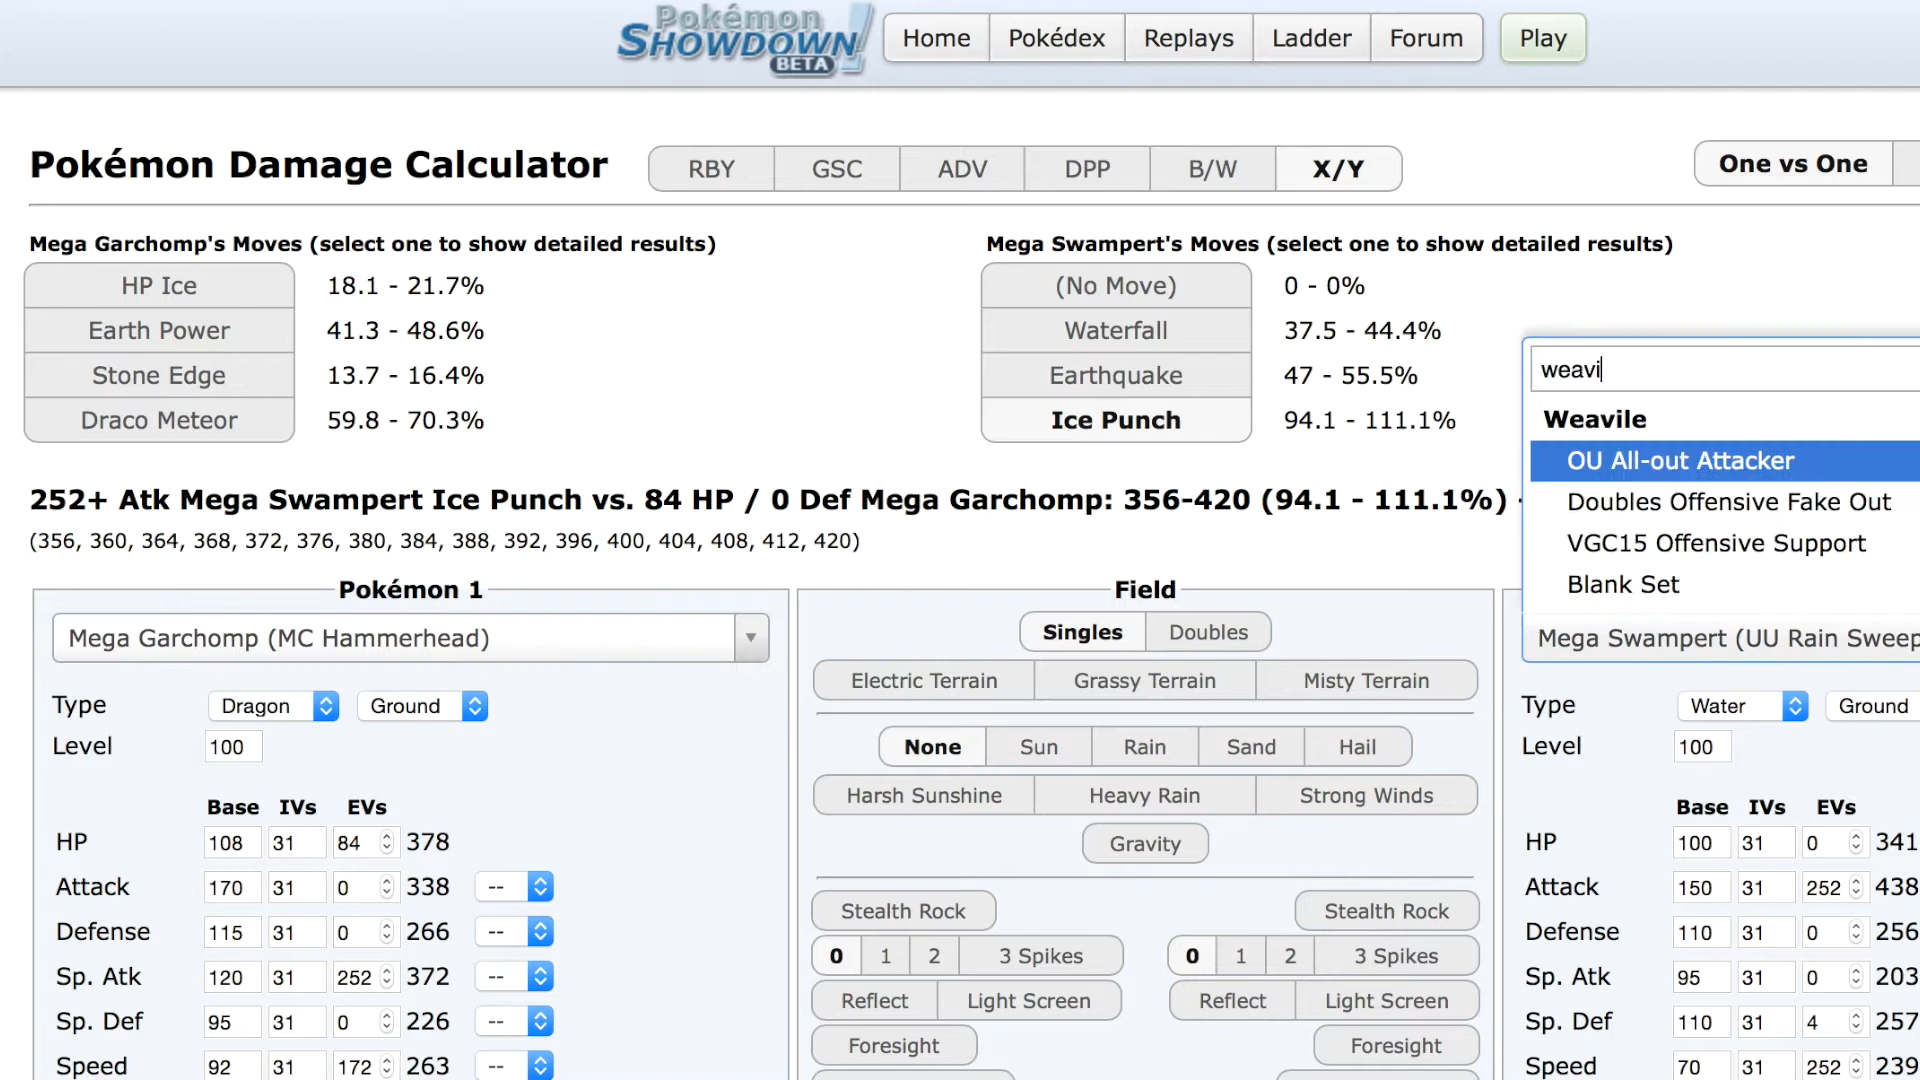 Pokémon
SHOWDOWN!
BETA
Home Pokédex Replays Ladder Forum Play
Pokémon Damage Calculator RBY GSC ADV DPP B/W X/Y One vs One
Mega Garchomp's Moves (select one to show detailed results) Mega Swampert's Moves (select one to show detailed results)
HP Ice 18.1 - 21.7% (No Move) 0 - 0%
Earth Power 41.3 - 48.6% Waterfall 37.5 - 44.4%
Stone Edge 13.7 - 16.4% Earthquake 47 - 55.5%
Draco Meteor 59.8 - 70.3% Ice Punch 94.1 - 111.1%
weavi
Weavile
OU All-out Attacker
Doubles Offensive Fake Out
VGC15 Offensive Support
Blank Set
252+ Atk Mega Swampert Ice Punch vs. 84 HP / 0 Def Mega Garchomp: 356-420 (94.1 - 111.1%) -
(356, 360, 364, 368, 372, 376, 380, 384, 388, 392, 396, 400, 404, 408, 412, 420)
Pokémon 1
Mega Garchomp (MC Hammerhead)
Type Dragon Ground
Level 100
Base IVs EVs
HP 108 31 84 378
Attack 170 31 0 338 --
Defense 115 31 0 266 --
Sp. Atk 120 31 252 372 --
Sp. Def 95 31 0 226 --
Speed 92 31 172 263 --
Field
Singles Doubles
Electric Terrain Grassy Terrain Misty Terrain
None Sun Rain Sand Hail
Harsh Sunshine Heavy Rain Strong Winds
Gravity
Stealth Rock Stealth Rock
0 1 2 3 Spikes 0 1 2 3 Spikes
Reflect Light Screen Reflect Light Screen
Foresight Foresight
Mega Swampert (UU Rain Sweep
Type Water Ground
Level 100
Base IVs EVs
HP 100 31 0 341
Attack 150 31 252 438
Defense 110 31 0 256
Sp. Atk 95 31 0 203
Sp. Def 110 31 4 257
Speed 70 31 252 239